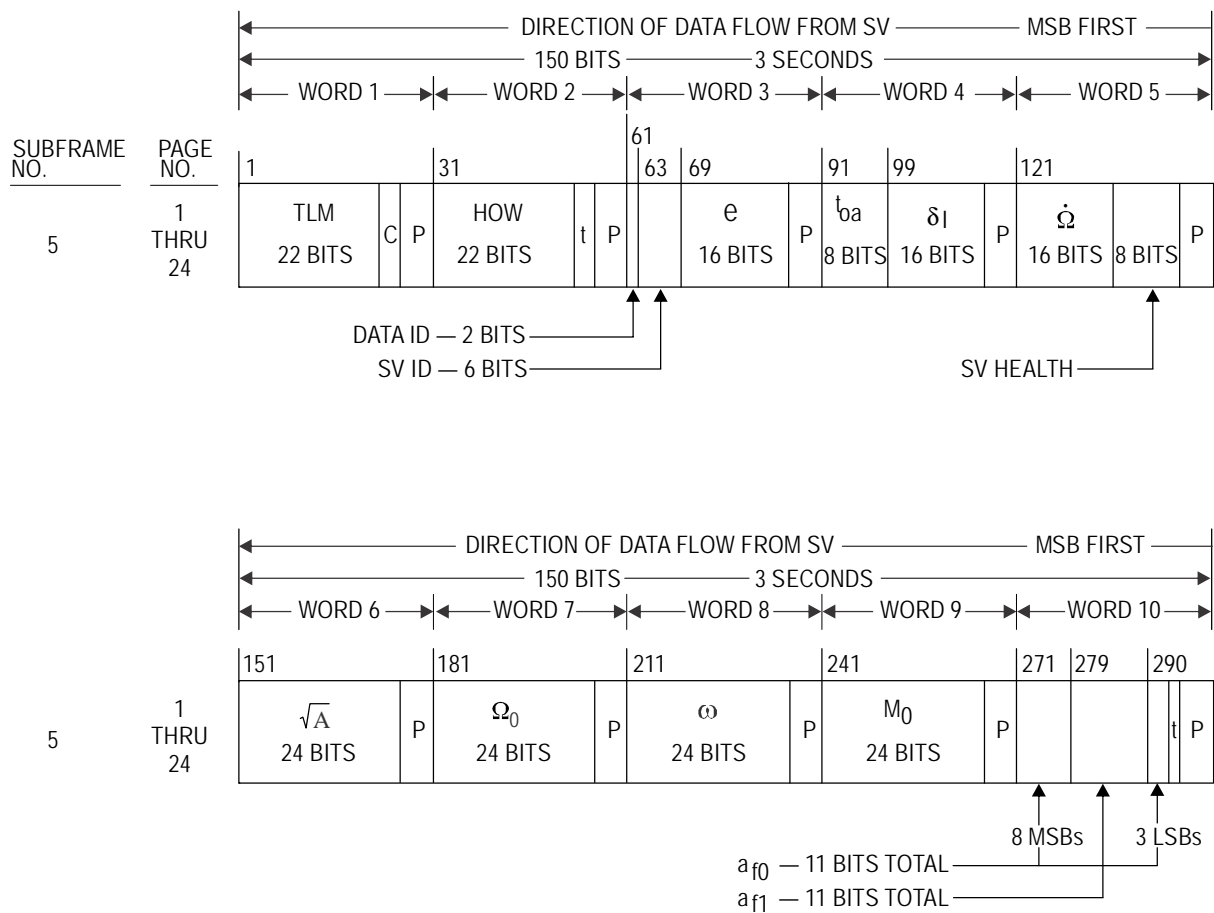 DIRECTION OF DATA FLOW FROM SV MSB FIRST
150 BITS 3 SECONDS
WORD 1 WORD 2 WORD 3 WORD 4 WORD 5
SUBFRAME NO. PAGE NO.
1 31 61 63 69 91 99 121
5
1 THRU 24
TLM 22 BITS C P
HOW 22 BITS t P
e 16 BITS P
t_oa 8 BITS
δI 16 BITS P
Ω̇ 16 BITS
8 BITS P
DATA ID — 2 BITS
SV ID — 6 BITS
SV HEALTH
DIRECTION OF DATA FLOW FROM SV MSB FIRST
150 BITS 3 SECONDS
WORD 6 WORD 7 WORD 8 WORD 9 WORD 10
151 181 211 241 271 279 290
5
1 THRU 24
√A 24 BITS P
Ω₀ 24 BITS P
ω 24 BITS P
M₀ 24 BITS P
t P
8 MSBs 3 LSBs
a_f0 — 11 BITS TOTAL
a_f1 — 11 BITS TOTAL